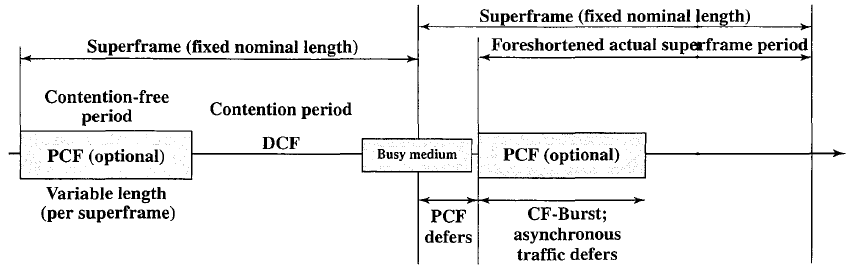 Superframe (fixed nominal length)
Superframe (fixed nominal length)
Foreshortened actual superframe period
Contention-free
period
Contention period
PCF (optional)
DCF
Busy medium
PCF (optional)
Variable length
(per superframe)
PCF
defers
CF-Burst;
asynchronous
traffic defers